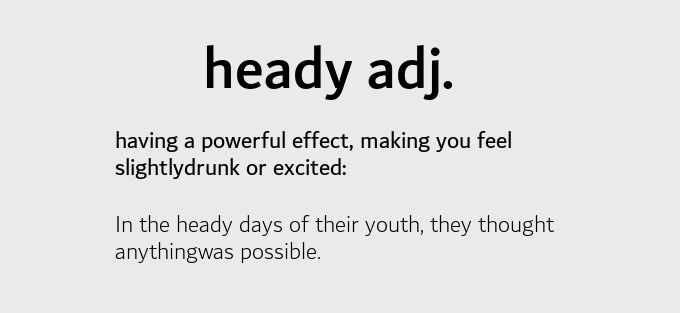 heady adj.
having a powerful effect, making you feel
slightlydrunk or excited:
In the heady days of their youth, they thought
anythingwas possible.